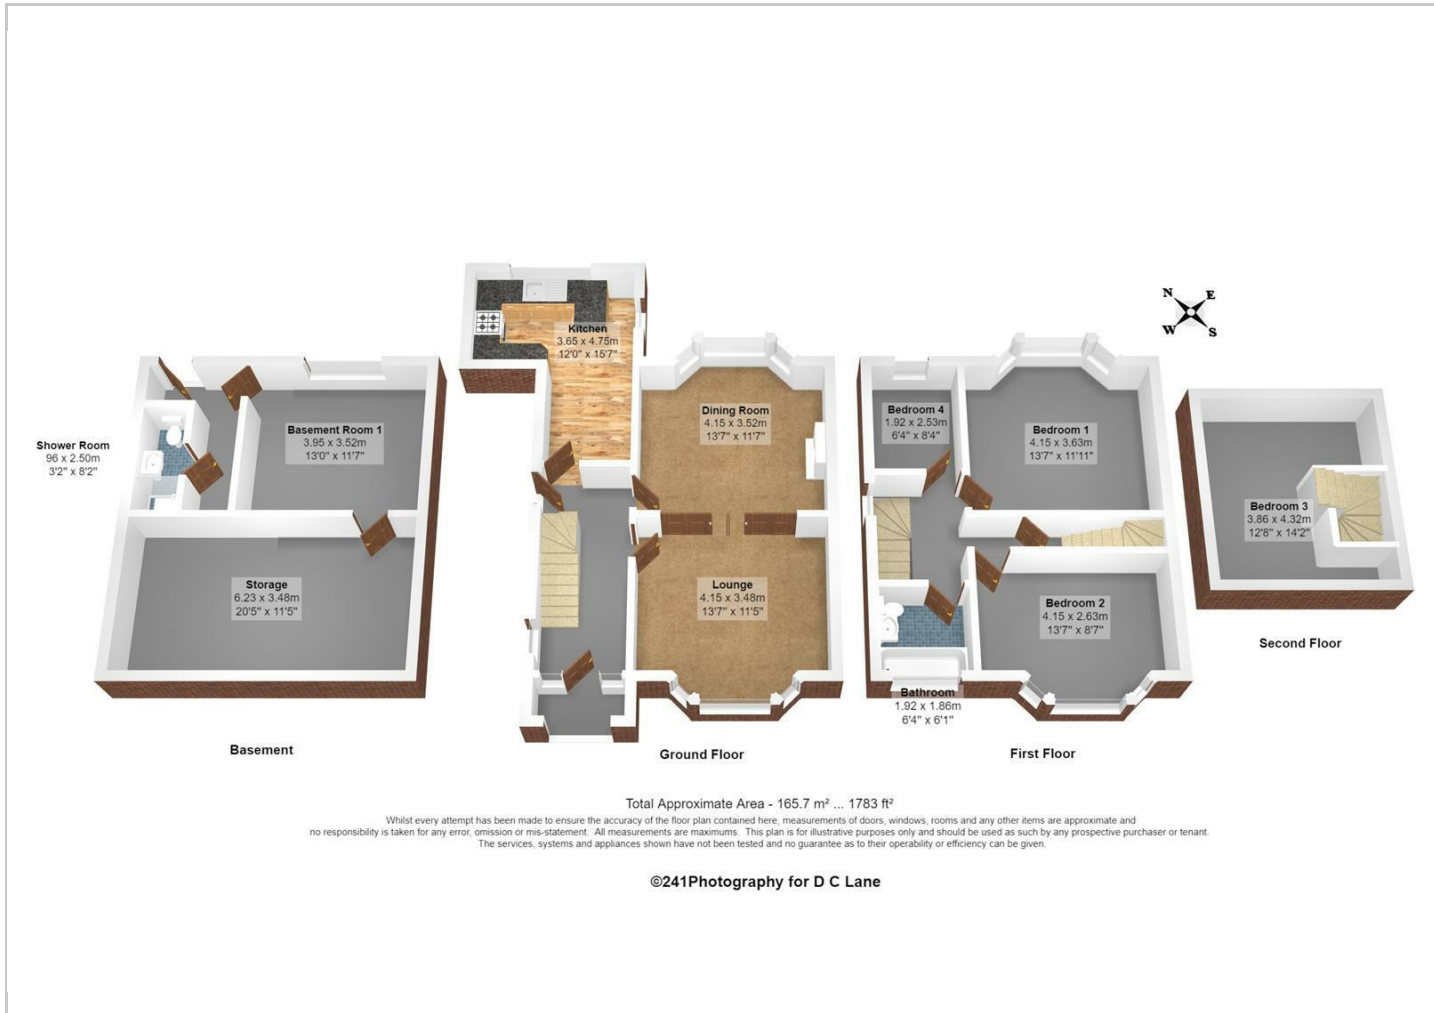 N
E
W
S
Kitchen
3.65 x 4.75m
12'0" x 15'7"
Shower Room
96 x 2.50m
3'2" x 8'2"
Basement Room 1
3.95 x 3.52m
13'0" x 11'7"
Storage
6.23 x 3.48m
20'5" x 11'5"
Basement
Dining Room
4.15 x 3.52m
13'7" x 11'7"
Lounge
4.15 x 3.48m
13'7" x 11'5"
Ground Floor
Bedroom 4
1.92 x 2.53m
6'4" x 8'4"
Bedroom 1
4.15 x 3.63m
13'7" x 11'11"
Bedroom 2
4.15 x 2.63m
13'7" x 8'7"
Bathroom
1.92 x 1.86m
6'4" x 6'1"
First Floor
Bedroom 3
3.86 x 4.32m
12'8" x 14'2"
Second Floor
Total Approximate Area - 165.7 m² ... 1783 ft²
Whilst every attempt has been made to ensure the accuracy of the floor plan contained here, measurements of doors, windows, rooms and any other items are approximate and
no responsibility is taken for any error, omission or mis-statement. All measurements are maximums. This plan is for illustrative purposes only and should be used as such by any prospective purchaser or tenant.
The services, systems and appliances shown have not been tested and no guarantee as to their operability or efficiency can be given.
©241Photography for D C Lane